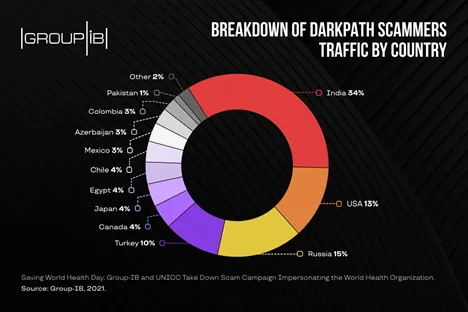 GROUP IB
BREAKDOWN OF DARKPATH SCAMMERS
TRAFFIC BY COUNTRY
Other 2%
Pakistan 1%
Colombia 3%
Azerbaijan 3%
Mexico 3%
Chile 4%
Egypt 4%
Japan 4%
Canada 4%
Turkey 10%
India 34%
USA 13%
Russia 15%
Saving World Health Day: Group-IB and UNICC Take Down Scam Campaign Impersonating the World Health Organization.
Source: Group-IB, 2021.